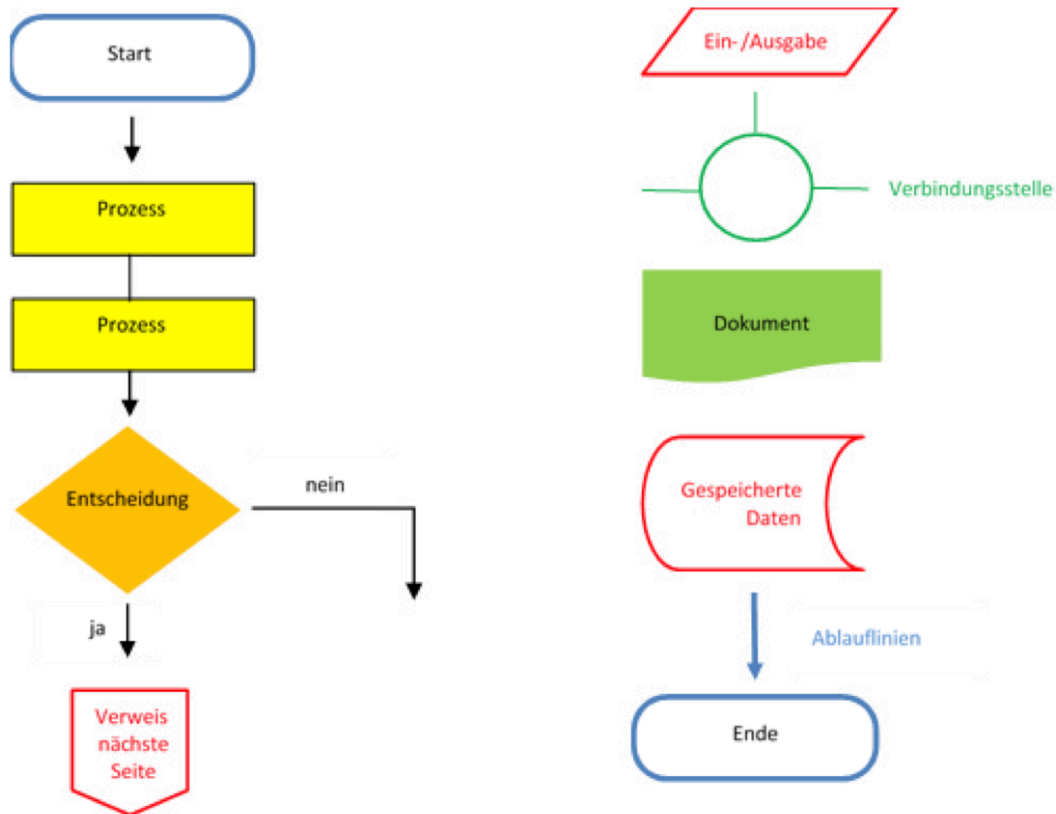 Start
Prozess
Prozess
Entscheidung
nein
ja
Verweis
nächste
Seite
Ein- /Ausgabe
Verbindungsstelle
Dokument
Gespeicherte
Daten
Ablauflinien
Ende